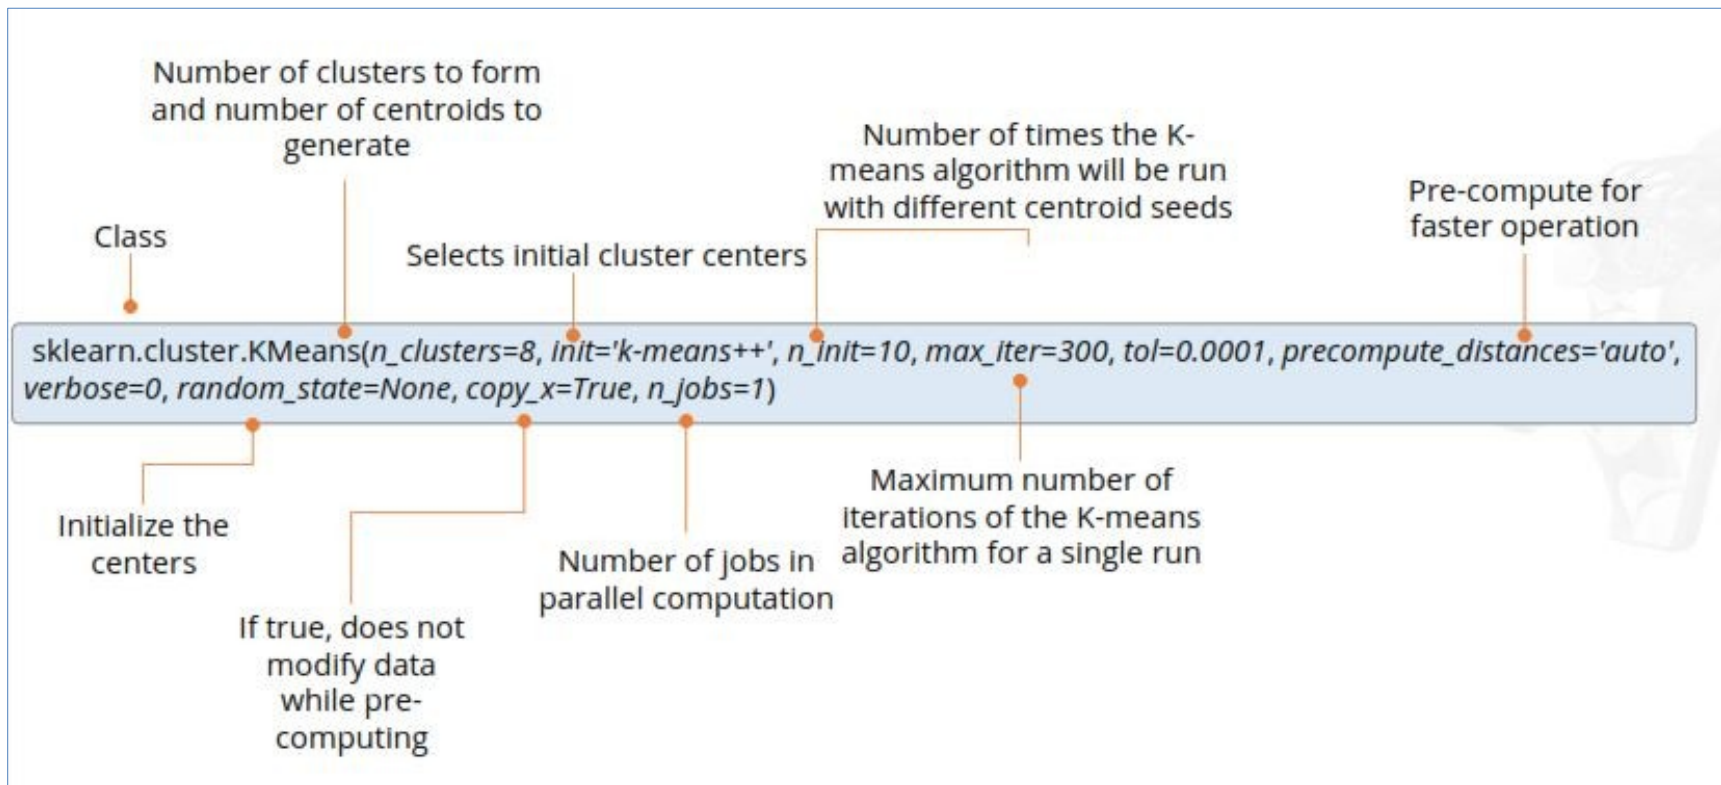 Number of clusters to form
and number of centroids to
generate
Number of times the K-
means algorithm will be run
with different centroid seeds
Pre-compute for
faster operation
Class
Selects initial cluster centers
sklearn.cluster.KMeans(n_clusters=8, init='k-means++', n_init=10, max_iter=300, tol=0.0001, precompute_distances='auto',
verbose=0, random_state=None, copy_x=True, n_jobs=1)
Initialize the
centers
If true, does not
modify data
while pre-
computing
Number of jobs in
parallel computation
Maximum number of
iterations of the K-means
algorithm for a single run